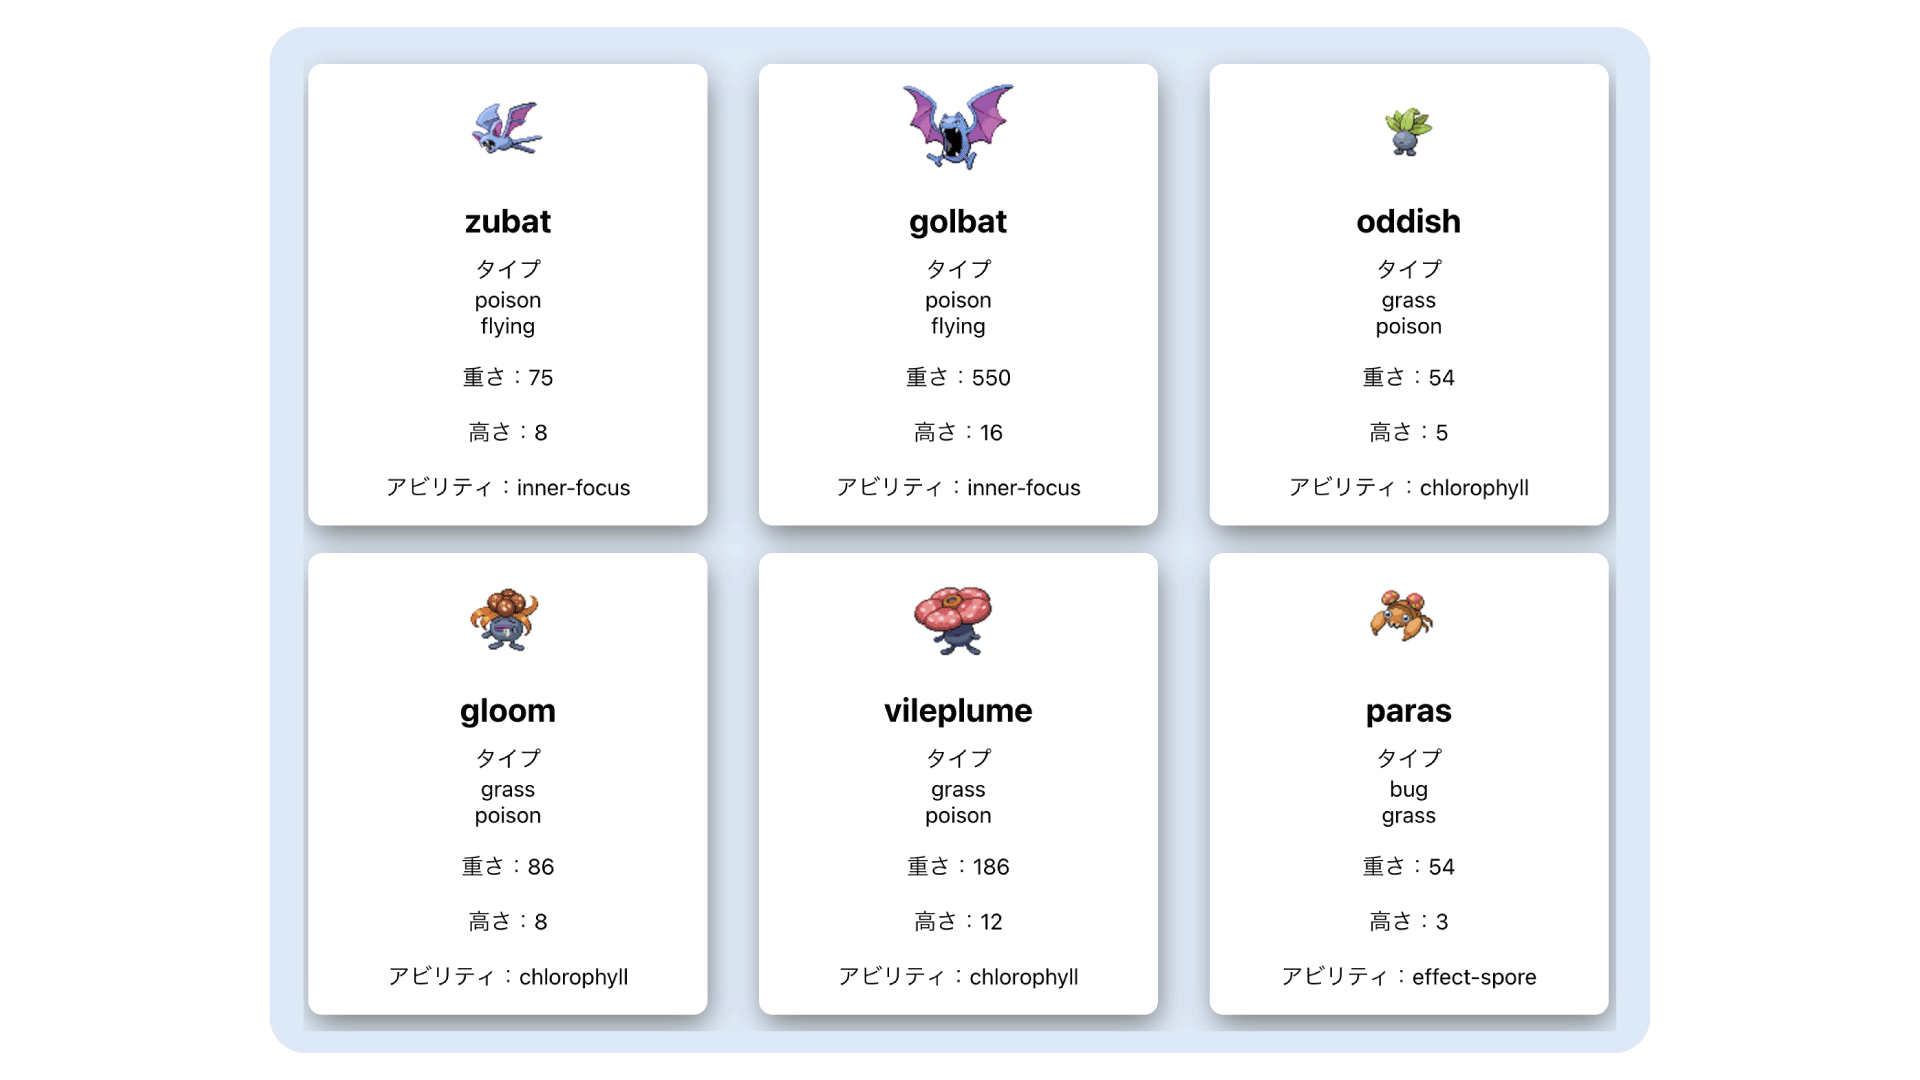 zubat
タイプ
poison
flying
重さ：75
高さ：8
アビリティ：inner-focus
golbat
タイプ
poison
flying
重さ：550
高さ：16
アビリティ：inner-focus
oddish
タイプ
grass
poison
重さ：54
高さ：5
アビリティ：chlorophyll
gloom
タイプ
grass
poison
重さ：86
高さ：8
アビリティ：chlorophyll
vileplume
タイプ
grass
poison
重さ：186
高さ：12
アビリティ：chlorophyll
paras
タイプ
bug
grass
重さ：54
高さ：3
アビリティ：effect-spore